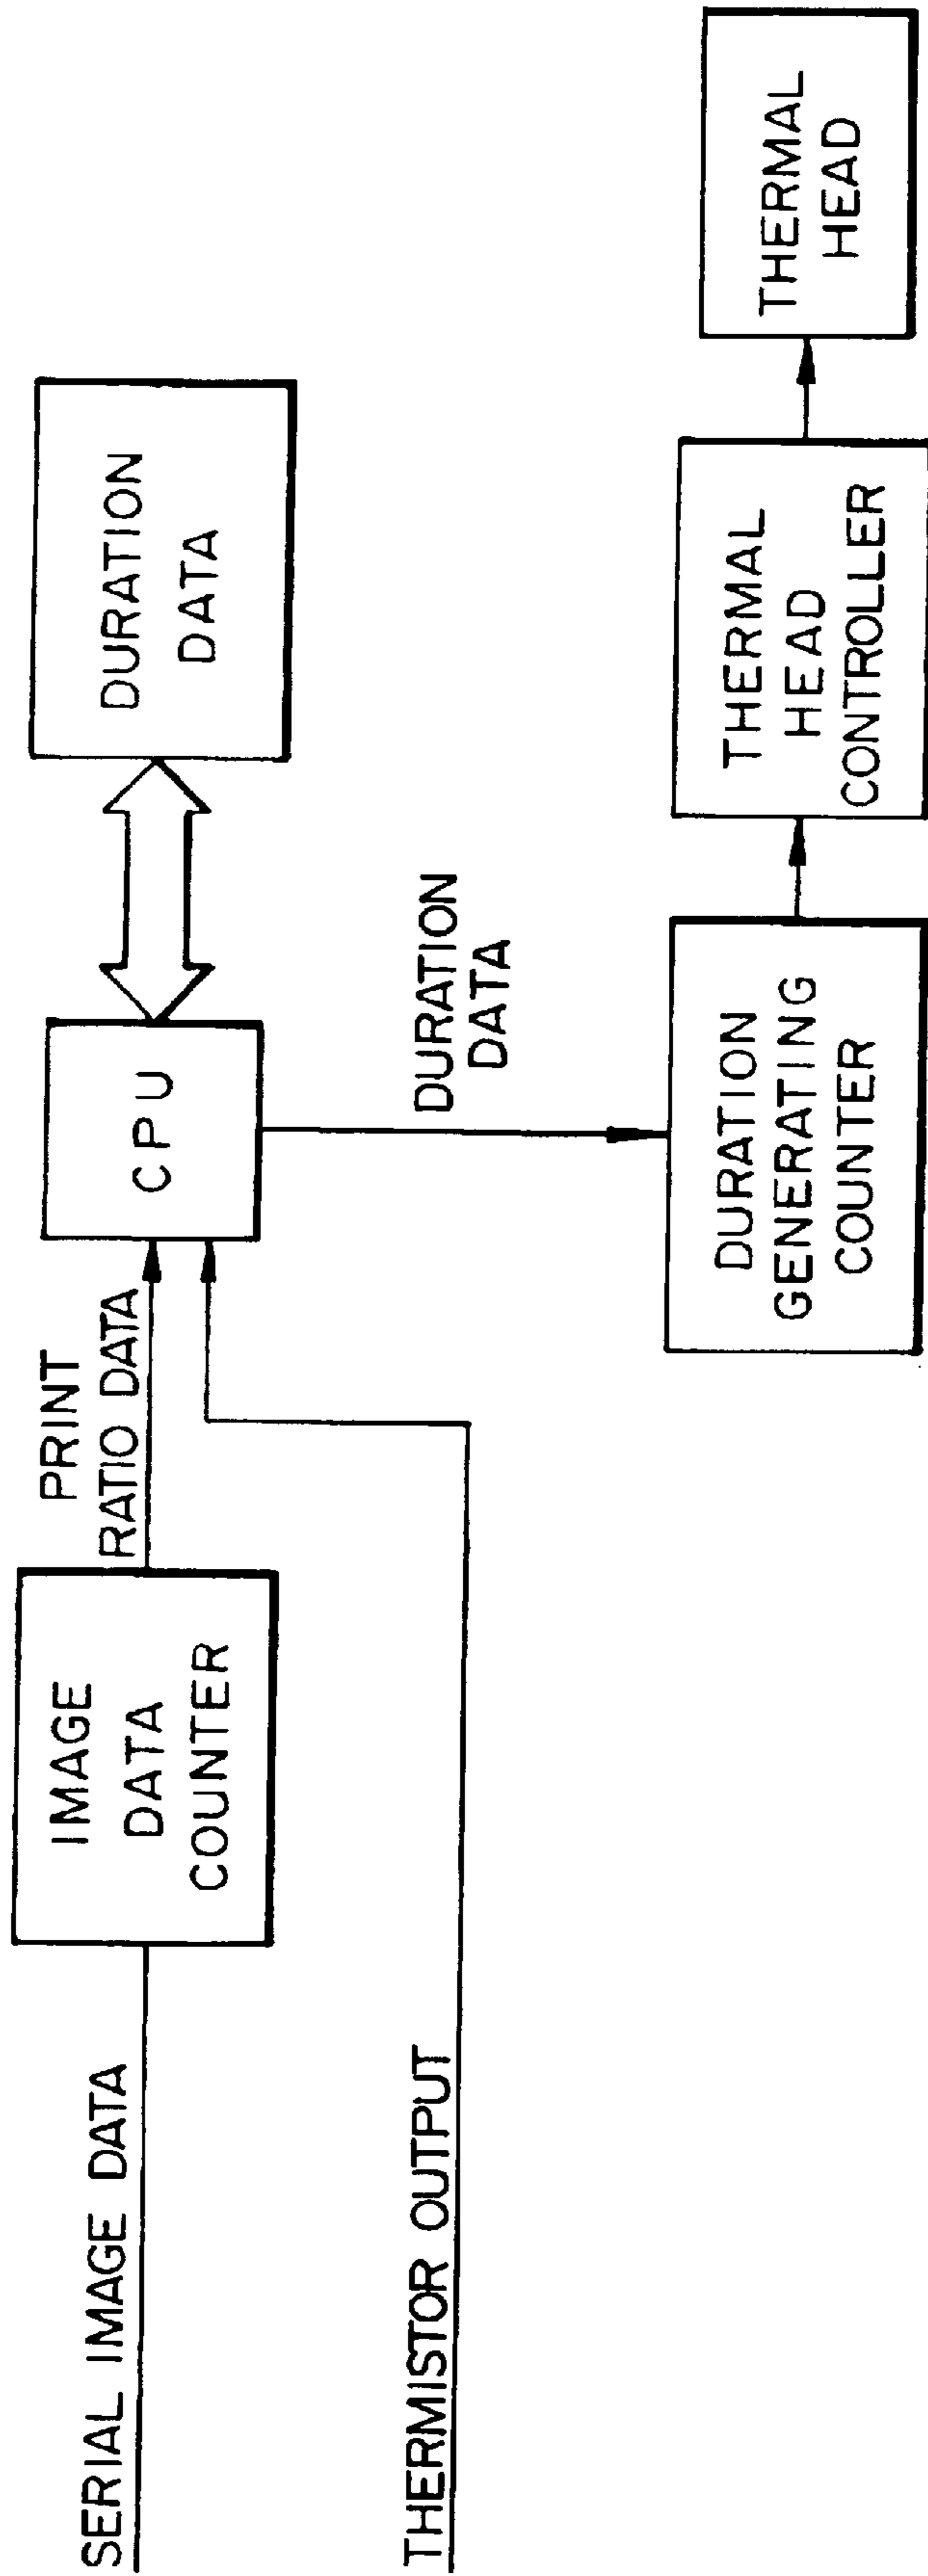 SERIAL IMAGE DATA
IMAGE
DATA
COUNTER
PRINT
RATIO DATA
CPU
DURATION
DATA
THERMISTOR OUTPUT
DURATION
DATA
DURATION
GENERATING
COUNTER
THERMAL
HEAD
CONTROLLER
THERMAL
HEAD